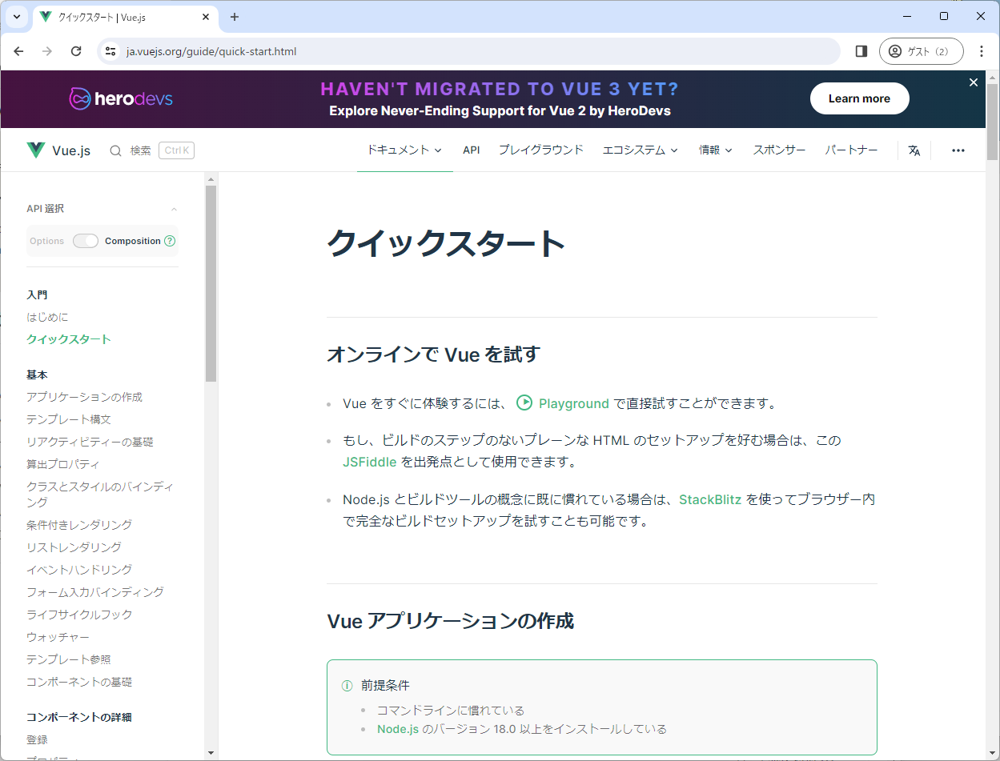 クイックスタート | Vue.js
ja.vuejs.org/guide/quick-start.html
ゲスト (2)
herodevs
HAVEN'T MIGRATED TO VUE 3 YET?
Explore Never-Ending Support for Vue 2 by HeroDevs
Learn more
Vue.js 検索 Ctrl K ドキュメント API プレイグラウンド エコシステム 情報 スポンサー パートナー
API 選択
Options Composition ?
入門
はじめに
クイックスタート
基本
アプリケーションの作成
テンプレート構文
リアクティビティーの基礎
算出プロパティ
クラスとスタイルのバインディ
ング
条件付きレンダリング
リストレンダリング
イベントハンドリング
フォーム入力バインディング
ライフサイクルフック
ウォッチャー
テンプレート参照
コンポーネントの基礎
コンポーネントの詳細
登録
クイックスタート
オンラインで Vue を試す
Vue をすぐに体験するには、 Playground で直接試すことができます。
もし、ビルドのステップのないプレーンな HTML のセットアップを好む場合は、この
JSFiddle を出発点として使用できます。
Node.js とビルドツールの概念に既に慣れている場合は、StackBlitz を使ってブラウザー内
で完全なビルドセットアップを試すことも可能です。
Vue アプリケーションの作成
前提条件
コマンドラインに慣れている
Node.js のバージョン 18.0 以上をインストールしている